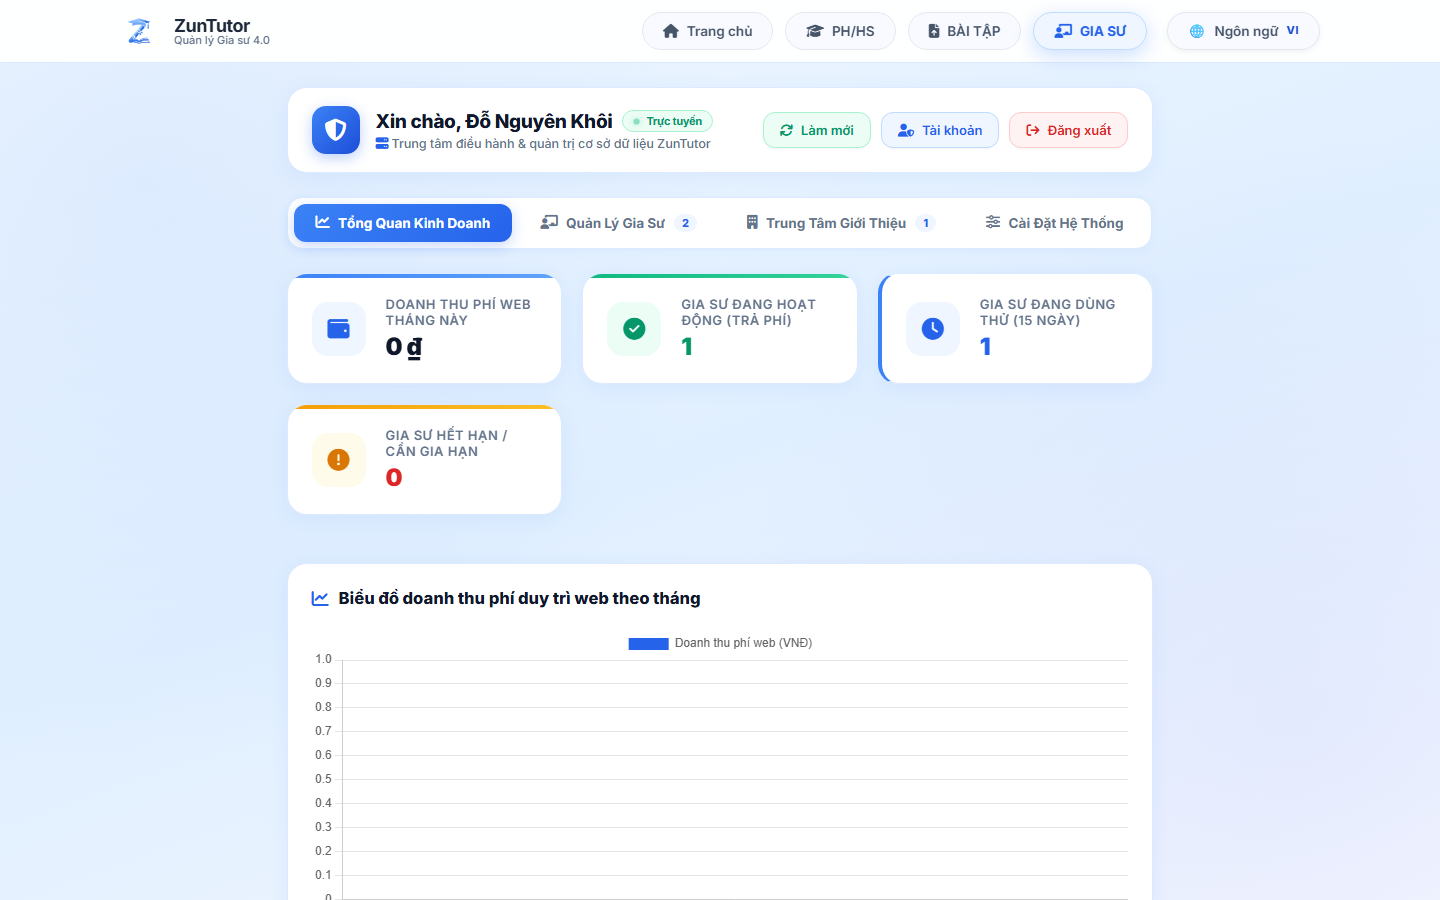 ZunTutor
Quản lý Gia sư 4.0
Trang chủ
PH/HS
BÀI TẬP
GIA SƯ
Ngôn ngữ VI
Xin chào, Đỗ Nguyên Khôi
Trực tuyến
Trung tâm điều hành & quản trị cơ sở dữ liệu ZunTutor
Làm mới
Tài khoản
Đăng xuất
Tổng Quan Kinh Doanh
Quản Lý Gia Sư 2
Trung Tâm Giới Thiệu 1
Cài Đặt Hệ Thống
DOANH THU PHÍ WEB
THÁNG NÀY
0 ₫
GIA SƯ ĐANG HOẠT
ĐỘNG (TRẢ PHÍ)
1
GIA SƯ ĐANG DÙNG
THỬ (15 NGÀY)
1
GIA SƯ HẾT HẠN /
CẦN GIA HẠN
0
Biểu đồ doanh thu phí duy trì web theo tháng
Doanh thu phí web (VNĐ)
1.0
0.9
0.8
0.7
0.6
0.5
0.4
0.3
0.2
0.1
0